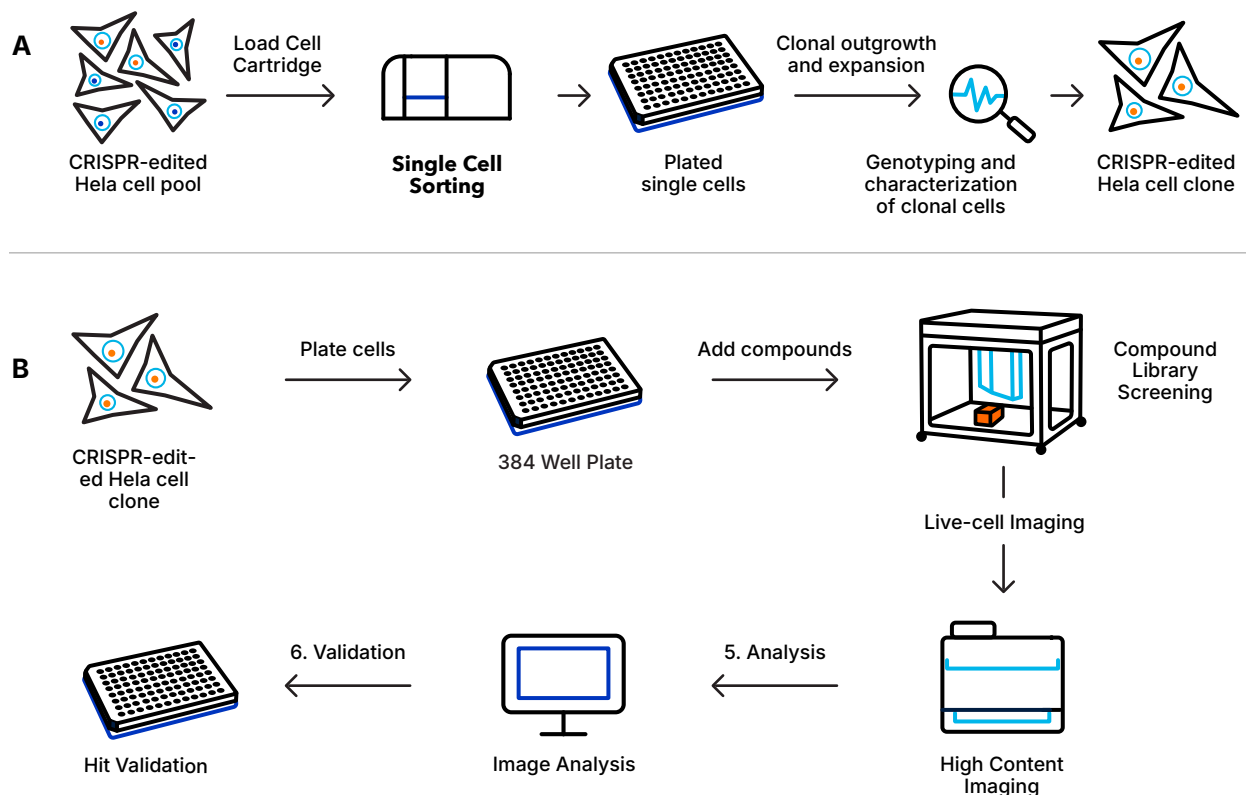 A
Load Cell
Cartridge
Clonal outgrowth
and expansion
CRISPR-edited
Hela cell pool
Single Cell
Sorting
Plated
single cells
Genotyping and
characterization
of clonal cells
CRISPR-edited
Hela cell clone
B
Plate cells
Add compounds
Compound
Library
Screening
CRISPR-edit-
ed Hela cell
clone
384 Well Plate
Live-cell Imaging
6. Validation
5. Analysis
Hit Validation
Image Analysis
High Content
Imaging